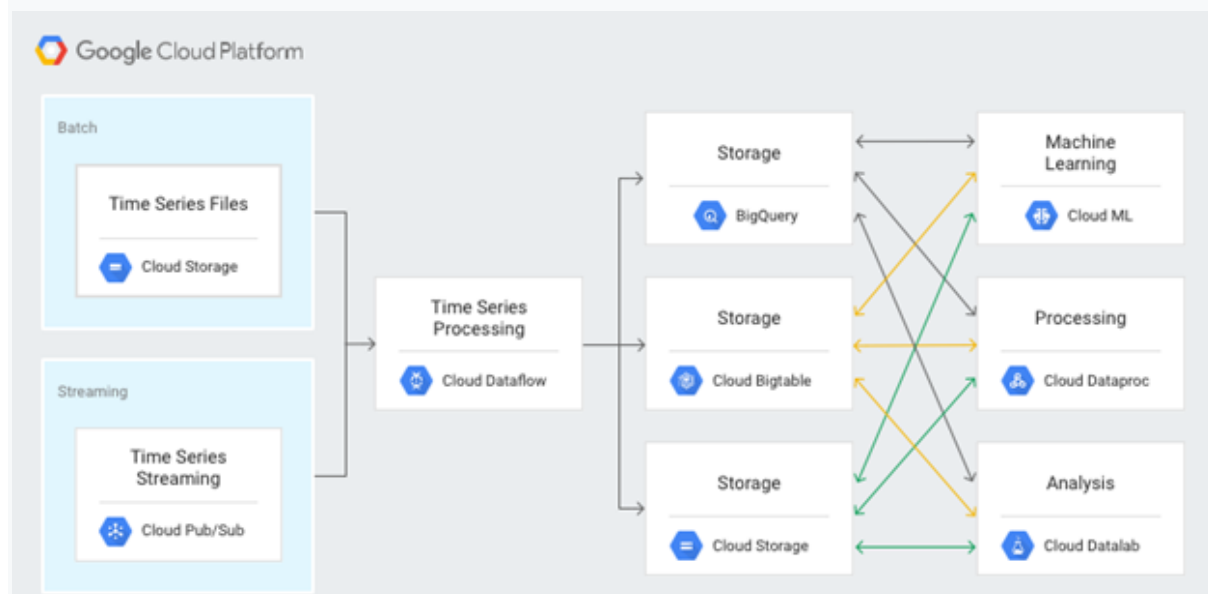 Google Cloud Platform
Batch
Time Series Files
Cloud Storage
Streaming
Time Series
Streaming
Cloud Pub/Sub
Time Series
Processing
Cloud Dataflow
Storage
BigQuery
Storage
Cloud Bigtable
Storage
Cloud Storage
Machine
Learning
Cloud ML
Processing
Cloud Dataproc
Analysis
Cloud Datalab